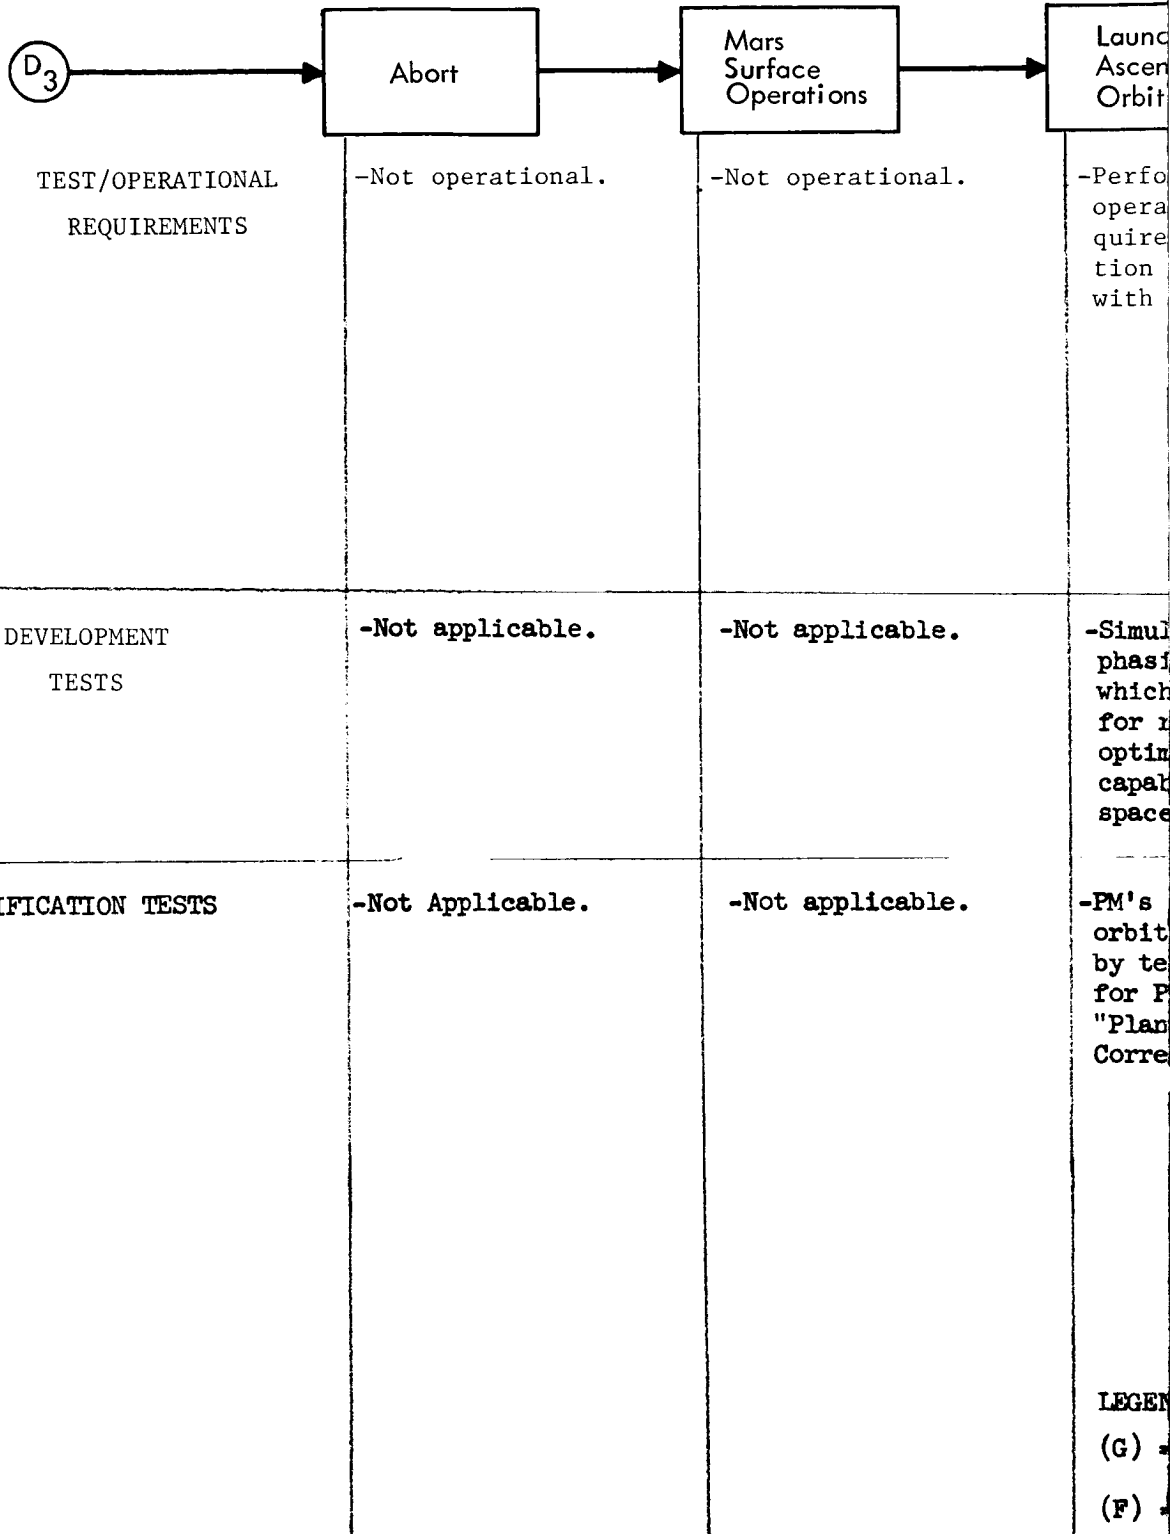 D3
Abort
Mars
Surface
Operations
Launc
Ascen
Orbit
TEST/OPERATIONAL
REQUIREMENTS
-Not operational.
-Not operational.
-Perfo
opera
quire
tion
with
DEVELOPMENT
TESTS
-Not applicable.
-Not applicable.
-Simul
phasi
which
for r
optim
capab
space
IFICATION TESTS
-Not Applicable.
-Not applicable.
-PM's
orbit
by te
for P
"Plan
Corre
LEGEN
(G) =
(F) =